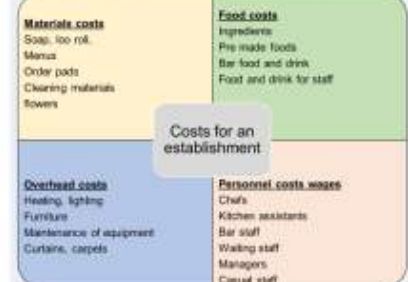 Materials costs
Soap, loo roll,
Menus
Order pads
Cleaning materials
flowers
Food costs
Ingredients
Pre made foods
Bar food and drink
Food and drink for staff
Costs for an
establishment
Overhead costs
Heating, lighting
Furniture
Maintenance of equipment
Curtains, carpets
Personnel costs wages
Chefs
Kitchen assistants
Bar staff
Waiting staff
Managers
Casual staff